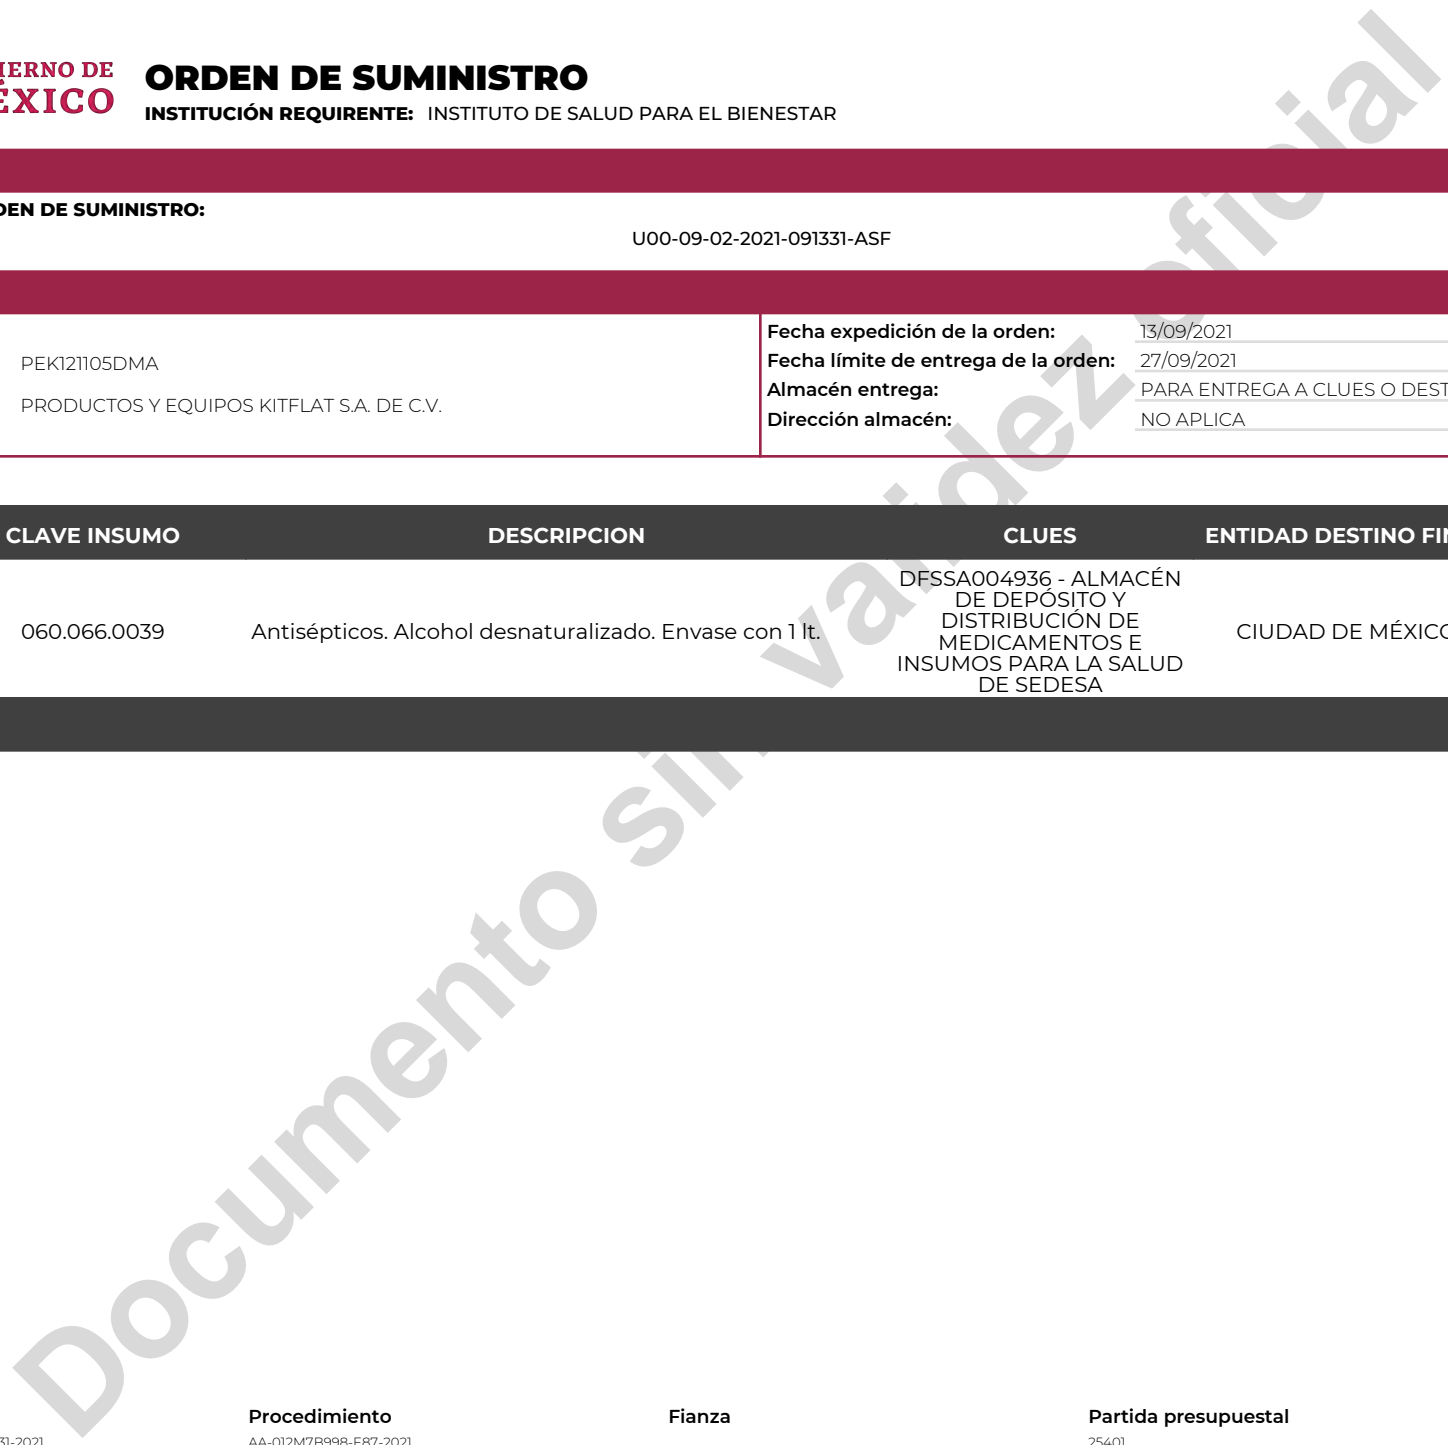 IERNO DE
ÉXICO
ORDEN DE SUMINISTRO
INSTITUCIÓN REQUIRENTE: INSTITUTO DE SALUD PARA EL BIENESTAR
DEN DE SUMINISTRO:
U00-09-02-2021-091331-ASF
PEK121105DMA
PRODUCTOS Y EQUIPOS KITFLAT S.A. DE C.V.
Fecha expedición de la orden: 13/09/2021
Fecha límite de entrega de la orden: 27/09/2021
Almacén entrega: PARA ENTREGA A CLUES O DEST
Dirección almacén: NO APLICA
CLAVE INSUMO DESCRIPCION CLUES ENTIDAD DESTINO FIN
060.066.0039 Antisépticos. Alcohol desnaturalizado. Envase con 1 lt.
DFSSA004936 - ALMACÉN
DE DEPÓSITO Y
DISTRIBUCIÓN DE
MEDICAMENTOS E
INSUMOS PARA LA SALUD
DE SEDESA
CIUDAD DE MÉXICO
Documento sin validez oficial
Procedimiento Fianza Partida presupuestal
31-2021 AA-012M7B998-E87-2021 25401